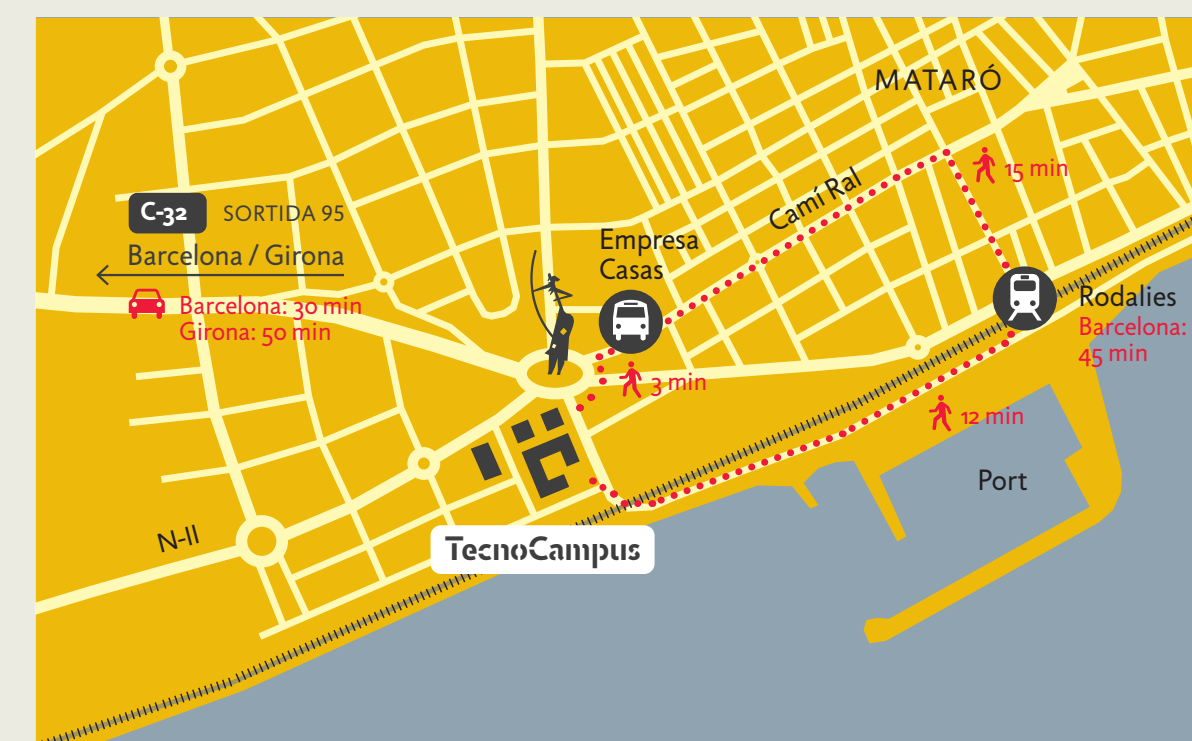 MATARÓ
15 min
Camí Ral
C-32 SORTIDA 95
Barcelona / Girona
Barcelona: 30 min
Girona: 50 min
Empresa
Casas
Rodalies
Barcelona:
45 min
3 min
12 min
Port
N-II
TecnoCampus